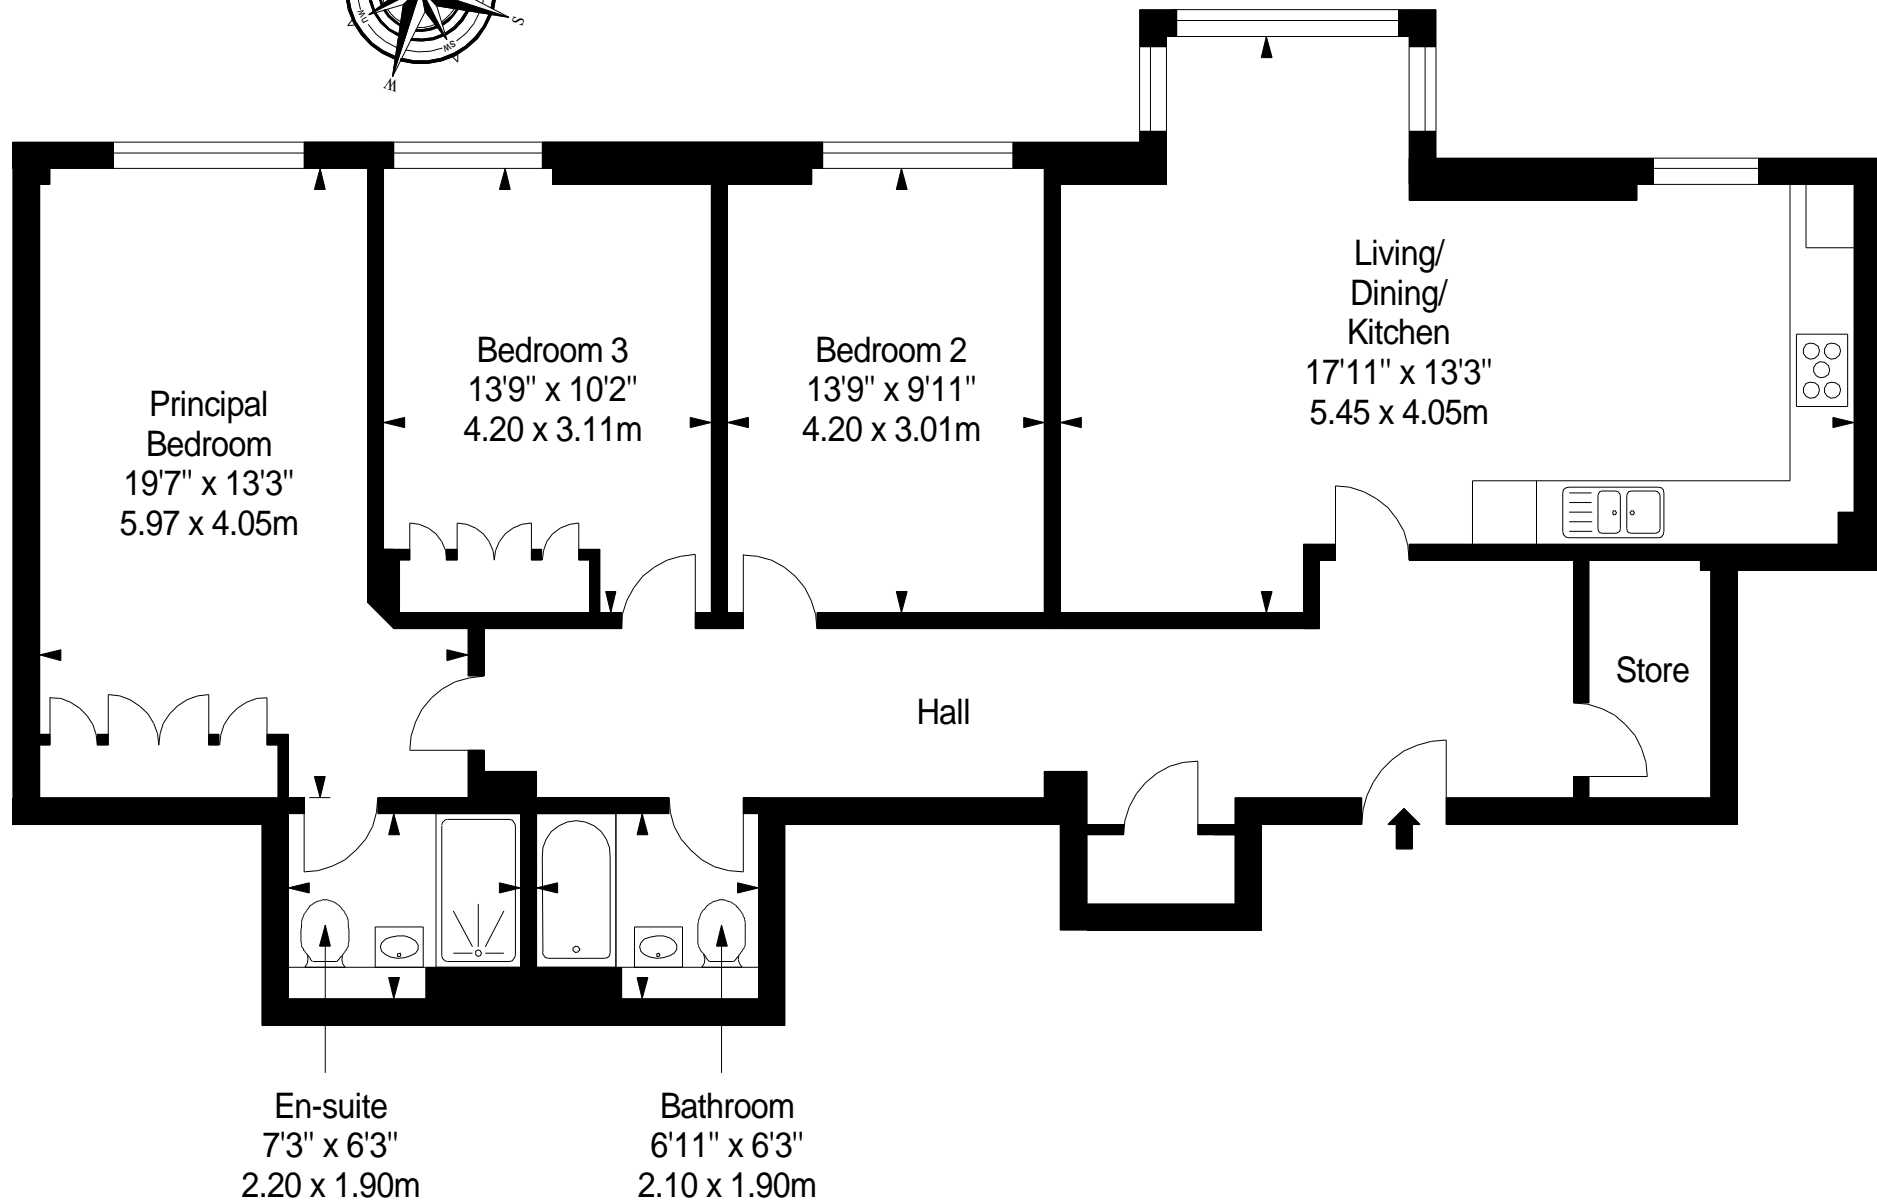 NW
SW
S
W
Living/
Dining/
Kitchen
17'11" x 13'3"
5.45 x 4.05m
Bedroom 3
13'9" x 10'2"
4.20 x 3.11m
Bedroom 2
13'9" x 9'11"
4.20 x 3.01m
Principal
Bedroom
19'7" x 13'3"
5.97 x 4.05m
Store
Hall
En-suite
7'3" x 6'3"
2.20 x 1.90m
Bathroom
6'11" x 6'3"
2.10 x 1.90m